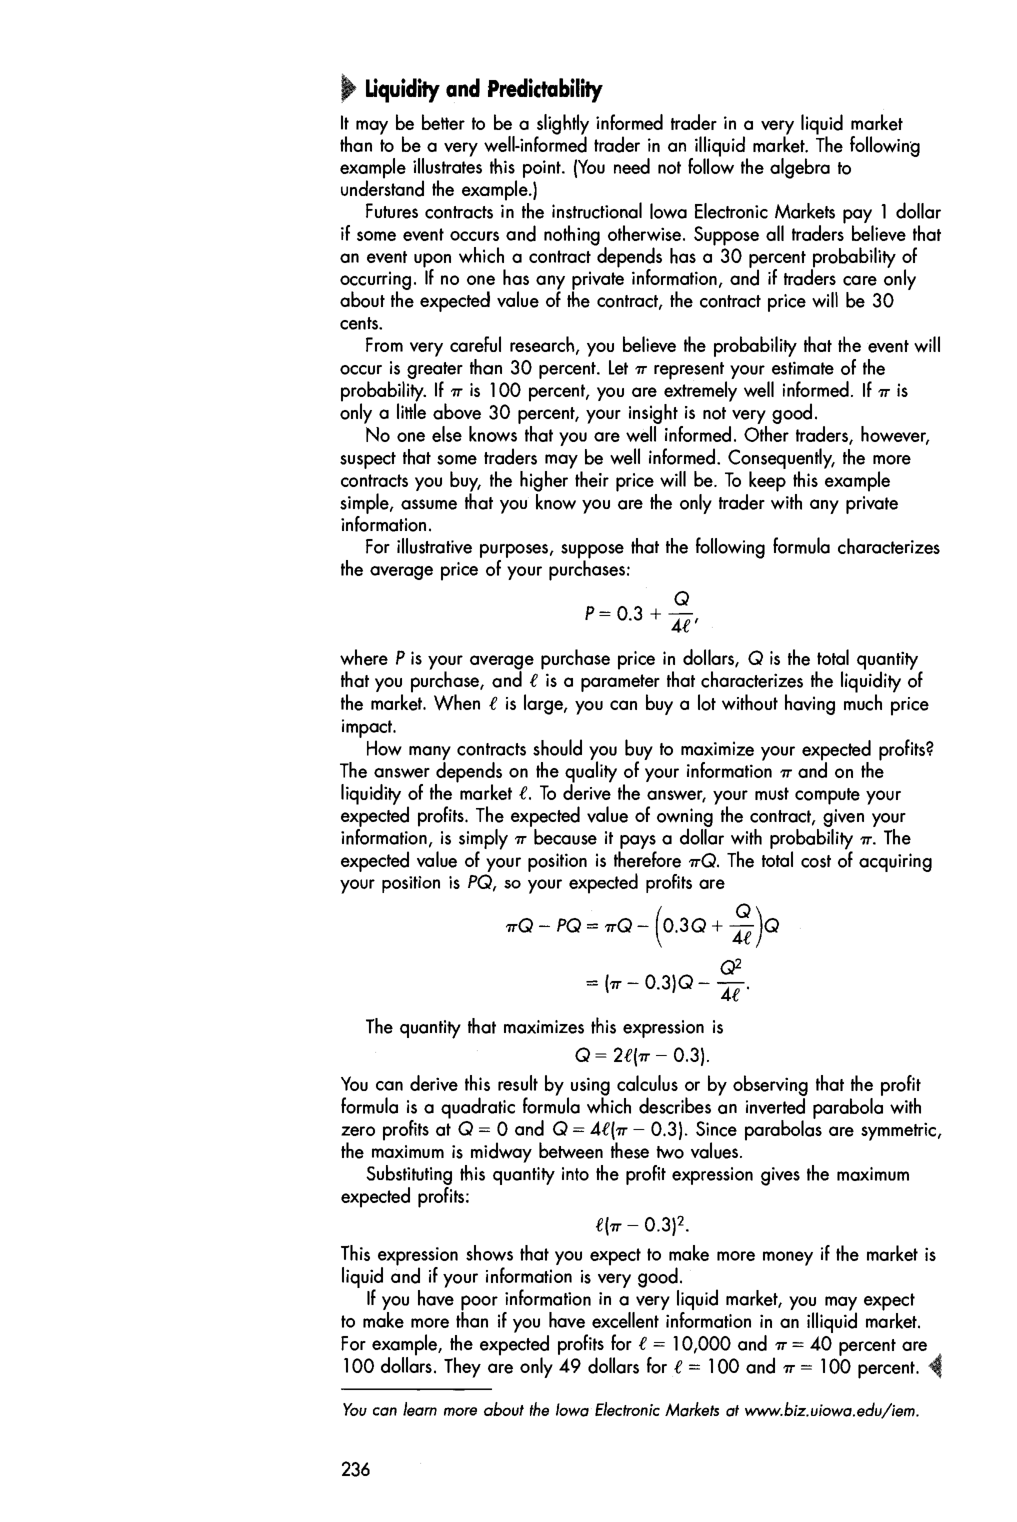 Liquidity and Predictability
It may be better to be a slightly informed trader in a very liquid market
than to be a very well-informed trader in an illiquid market. The following
example illustrates this point. (You need not follow the algebra to
understand the example.)
Futures contracts in the instructional Iowa Electronic Markets pay 1 dollar
if some event occurs and nothing otherwise. Suppose all traders believe that
an event upon which a contract depends has a 30 percent probability of
occurring. If no one has any private information, and if traders care only
about the expected value of the contract, the contract price will be 30
cents.
From very careful research, you believe the probability that the event will
occur is greater than 30 percent. Let π represent your estimate of the
probability. If π is 100 percent, you are extremely well informed. If π is
only a little above 30 percent, your insight is not very good.
No one else knows that you are well informed. Other traders, however,
suspect that some traders may be well informed. Consequently, the more
contracts you buy, the higher their price will be. To keep this example
simple, assume that you know you are the only trader with any private
information.
For illustrative purposes, suppose that the following formula characterizes
the average price of your purchases:
P = 0.3 + Q/4ℓ,
where P is your average purchase price in dollars, Q is the total quantity
that you purchase, and ℓ is a parameter that characterizes the liquidity of
the market. When ℓ is large, you can buy a lot without having much price
impact.
How many contracts should you buy to maximize your expected profits?
The answer depends on the quality of your information π and on the
liquidity of the market ℓ. To derive the answer, your must compute your
expected profits. The expected value of owning the contract, given your
information, is simply π because it pays a dollar with probability π. The
expected value of your position is therefore πQ. The total cost of acquiring
your position is PQ, so your expected profits are
πQ − PQ = πQ − (0.3Q + Q/4ℓ)Q
= (π − 0.3)Q − Q²/4ℓ.
The quantity that maximizes this expression is
Q = 2ℓ(π − 0.3).
You can derive this result by using calculus or by observing that the profit
formula is a quadratic formula which describes an inverted parabola with
zero profits at Q = 0 and Q = 4ℓ(π − 0.3). Since parabolas are symmetric,
the maximum is midway between these two values.
Substituting this quantity into the profit expression gives the maximum
expected profits:
ℓ(π − 0.3)².
This expression shows that you expect to make more money if the market is
liquid and if your information is very good.
If you have poor information in a very liquid market, you may expect
to make more than if you have excellent information in an illiquid market.
For example, the expected profits for ℓ = 10,000 and π = 40 percent are
100 dollars. They are only 49 dollars for ℓ = 100 and π = 100 percent.
You can learn more about the Iowa Electronic Markets at www.biz.uiowa.edu/iem.
236